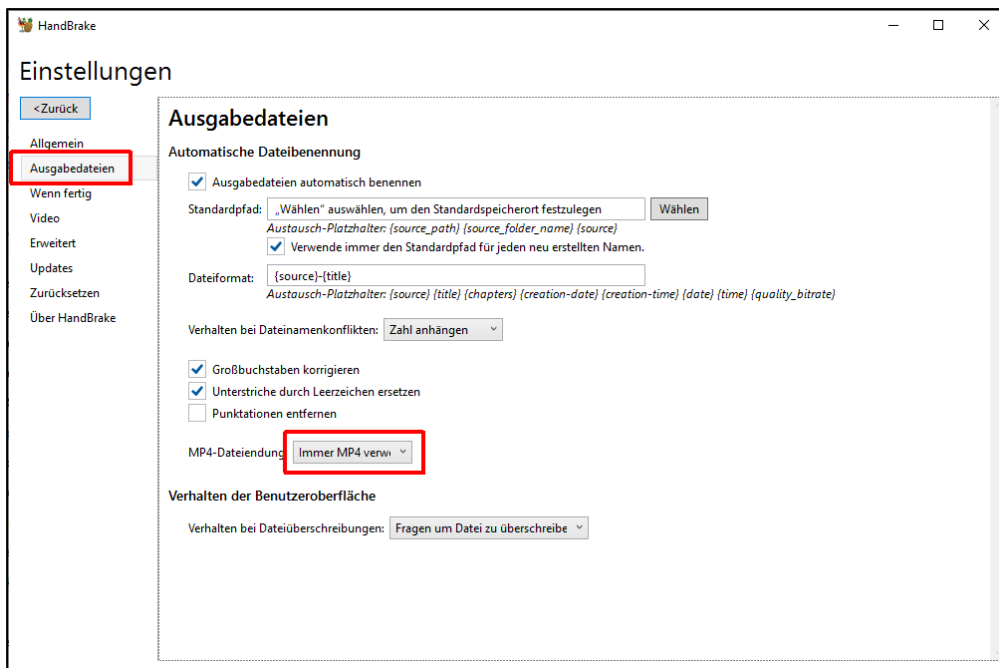 HandBrake
Einstellungen
<Zurück
Allgemein
Ausgabedateien
Wenn fertig
Video
Erweitert
Updates
Zurücksetzen
Über HandBrake
Ausgabedateien
Automatische Dateibenennung
Ausgabedateien automatisch benennen
Standardpfad: „Wählen“ auswählen, um den Standardspeicherort festzulegen Wählen
Austausch-Platzhalter: {source_path} {source_folder_name} {source}
Verwende immer den Standardpfad für jeden neu erstellten Namen.
Dateiformat: {source}-{title}
Austausch-Platzhalter: {source} {title} {chapters} {creation-date} {creation-time} {date} {time} {quality_bitrate}
Verhalten bei Dateinamenkonflikten: Zahl anhängen
Großbuchstaben korrigieren
Unterstriche durch Leerzeichen ersetzen
Punktationen entfernen
MP4-Dateiendung Immer MP4 verw
Verhalten der Benutzeroberfläche
Verhalten bei Dateiüberschreibungen: Fragen um Datei zu überschreibe